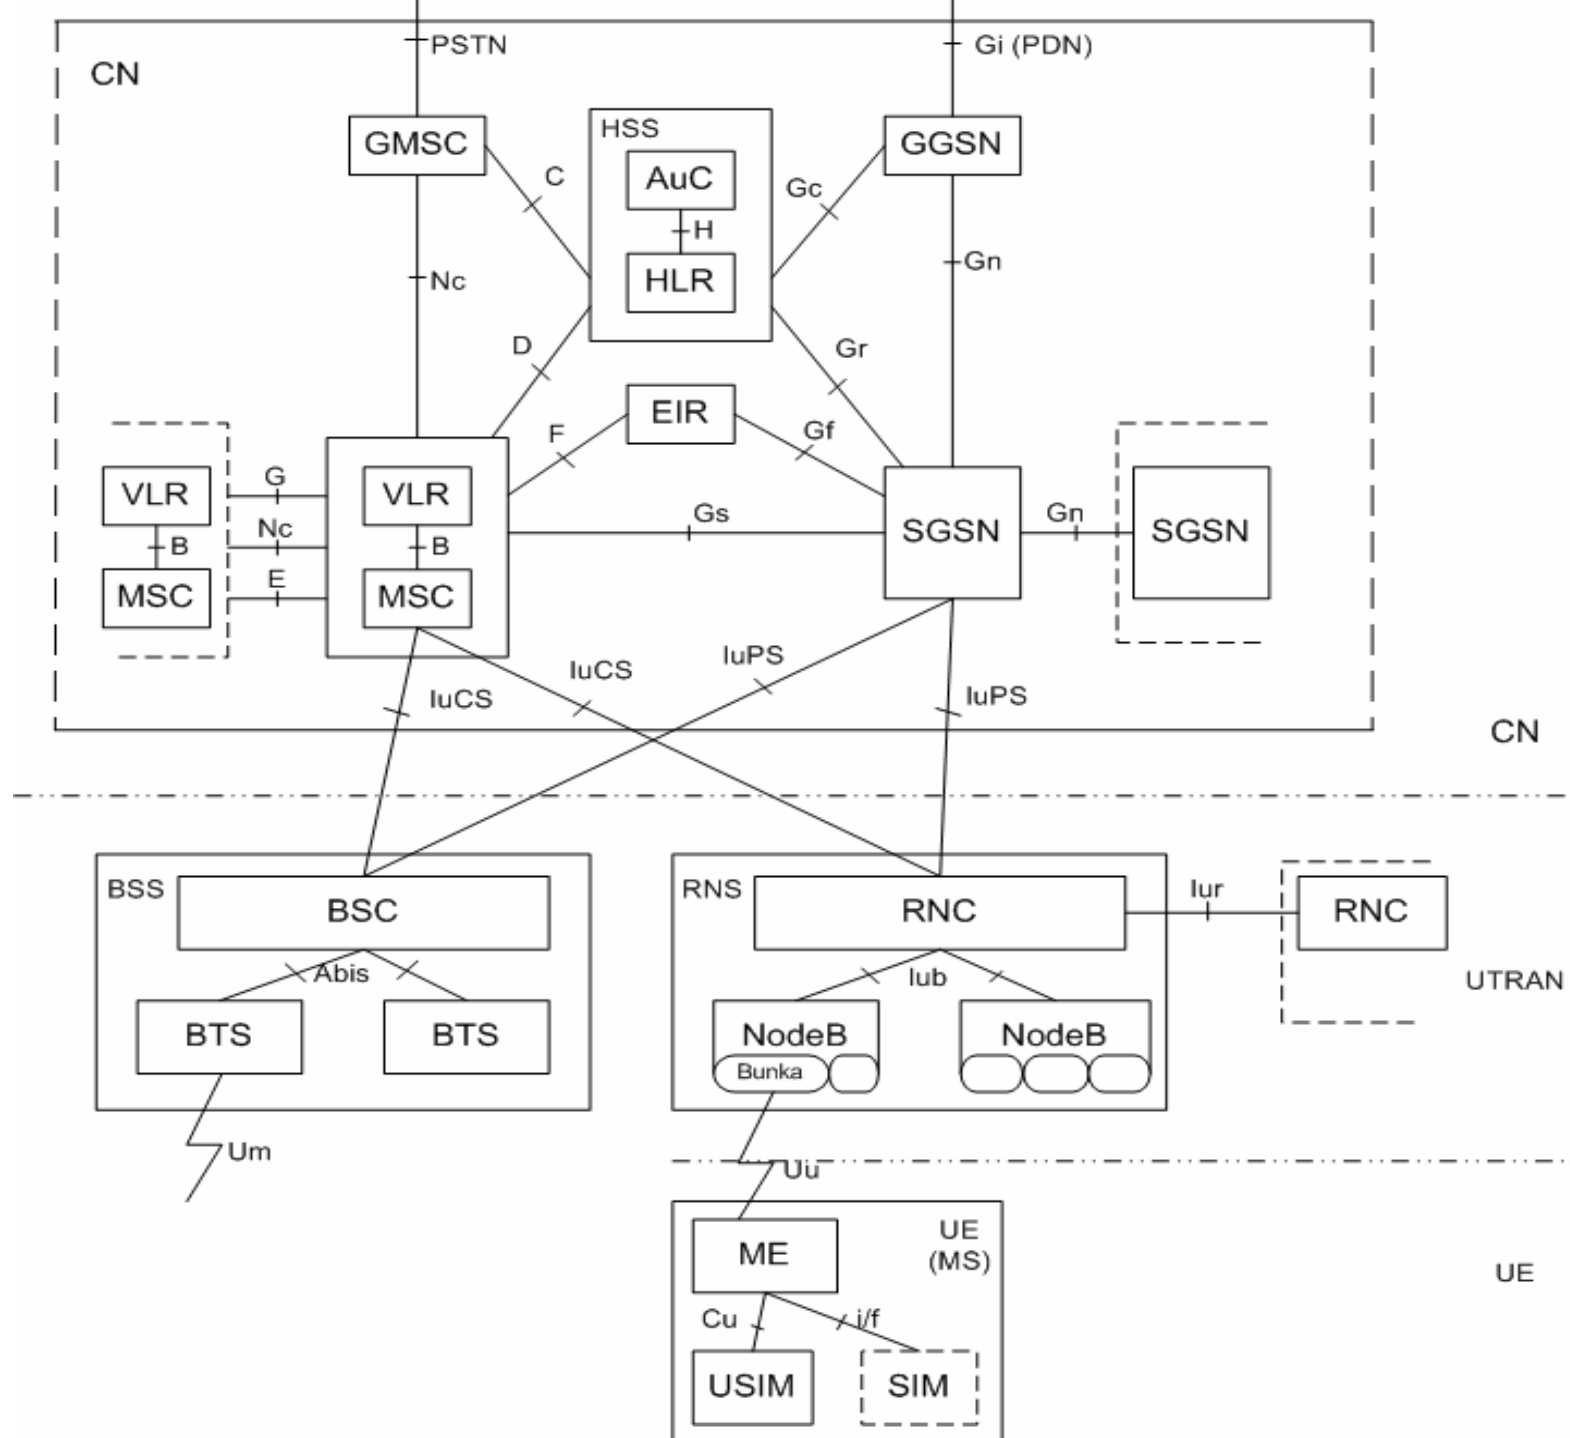 PSTN
Gi (PDN)
CN
GMSC
HSS
GGSN
AuC
C
Gc
H
HLR
Nc
Gn
D
Gr
EIR
F
Gf
VLR
G
VLR
Gs
Gn
SGSN
SGSN
Nc
B
B
E
MSC
MSC
IuCS
IuPS
IuCS
IuPS
CN
BSS
RNS
BSC
RNC
Iur
RNC
Abis
Iub
UTRAN
BTS
BTS
NodeB
NodeB
Bunka
Um
Uu
UE
(MS)
ME
UE
Cu
i/f
USIM
SIM